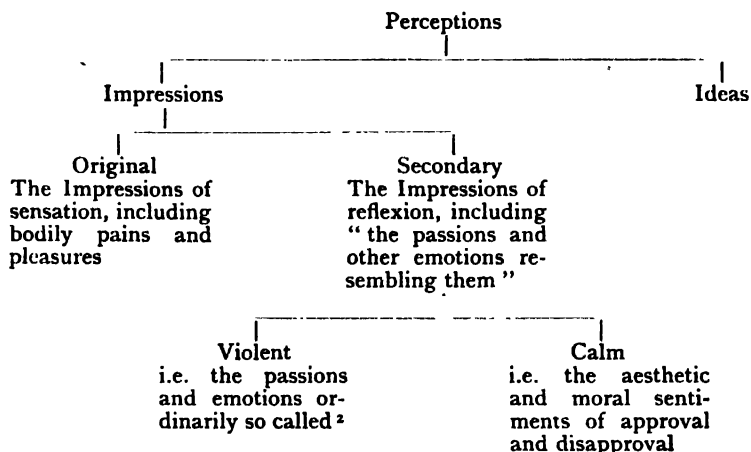 Perceptions
Impressions
Ideas
Original
The Impressions of
sensation, including
bodily pains and
pleasures
Secondary
The Impressions of
reflexion, including
“ the passions and
other emotions re-
sembling them ”
Violent
i.e. the passions
and emotions or-
dinarily so called ²
Calm
i.e. the aesthetic
and moral senti-
ments of approval
and disapproval